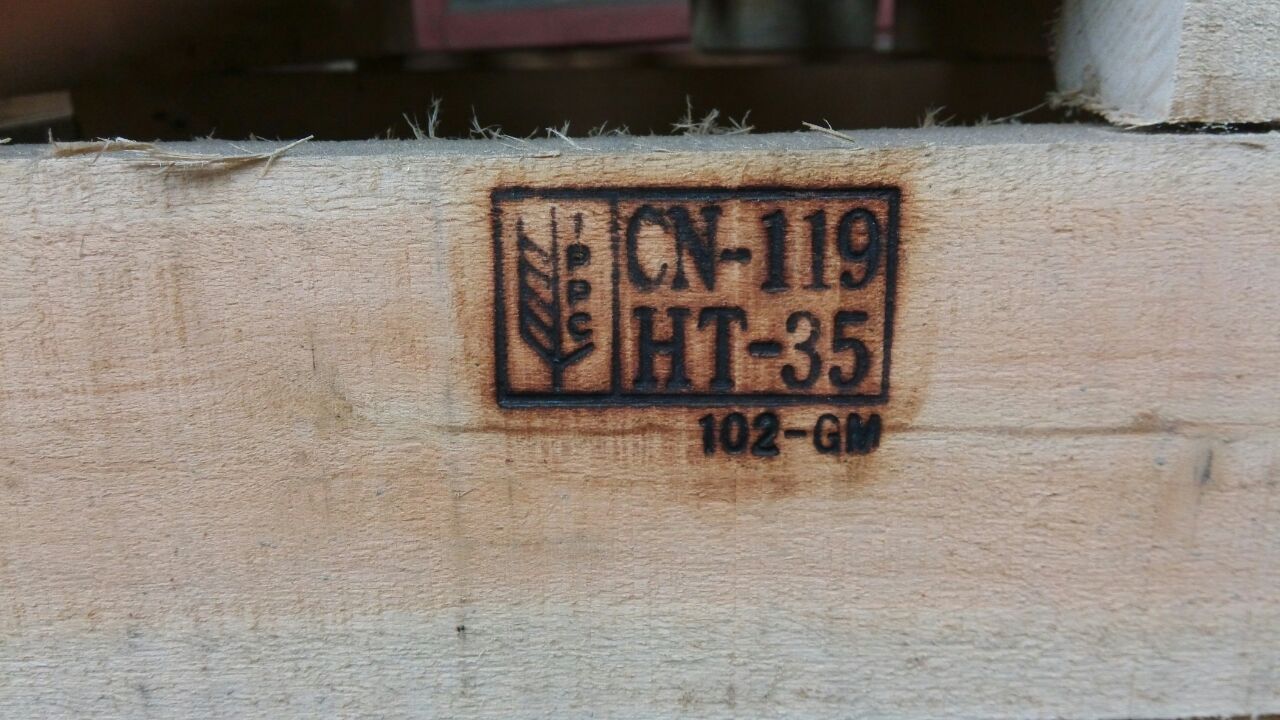 IPPC
CN-119
HT-35
102-GM